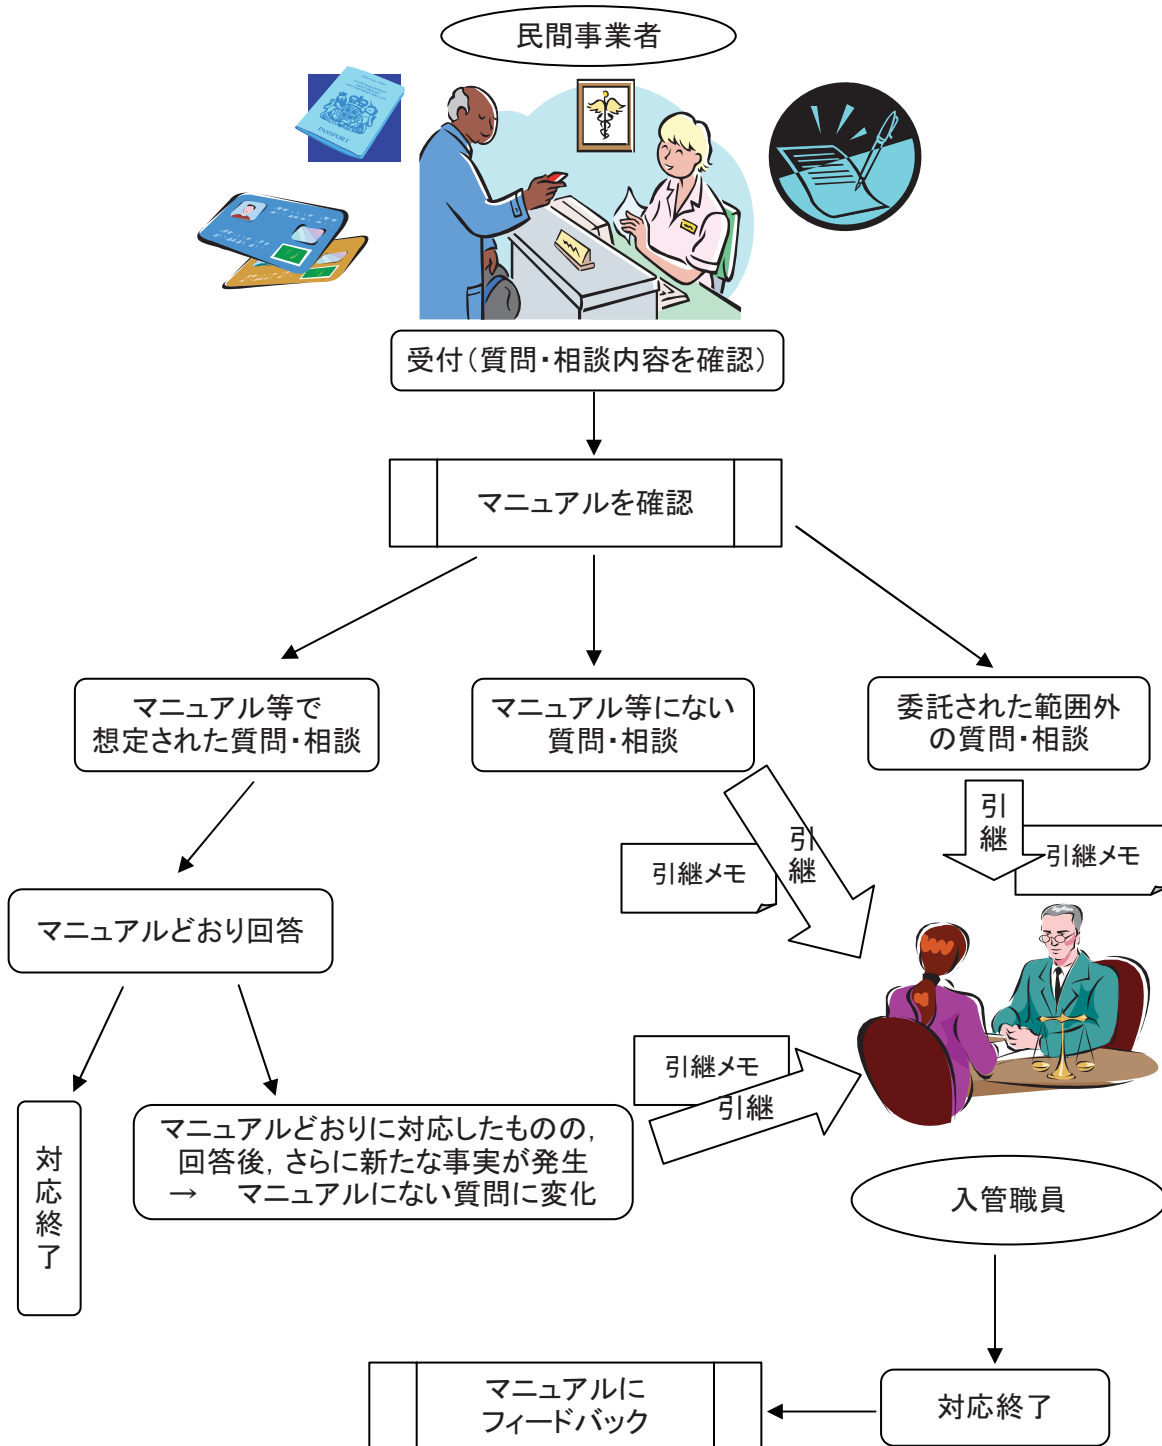 民間事業者
PASSPORT
受付(質問・相談内容を確認)
マニュアルを確認
マニュアル等で
想定された質問・相談
マニュアル等にない
質問・相談
委託された範囲外
の質問・相談
引継
引継メモ
引継
引継メモ
マニュアルどおり回答
引継メモ
引継
対応終了
マニュアルどおりに対応したものの,
回答後,さらに新たな事実が発生
→ マニュアルにない質問に変化
入管職員
対応終了
マニュアルに
フィードバック